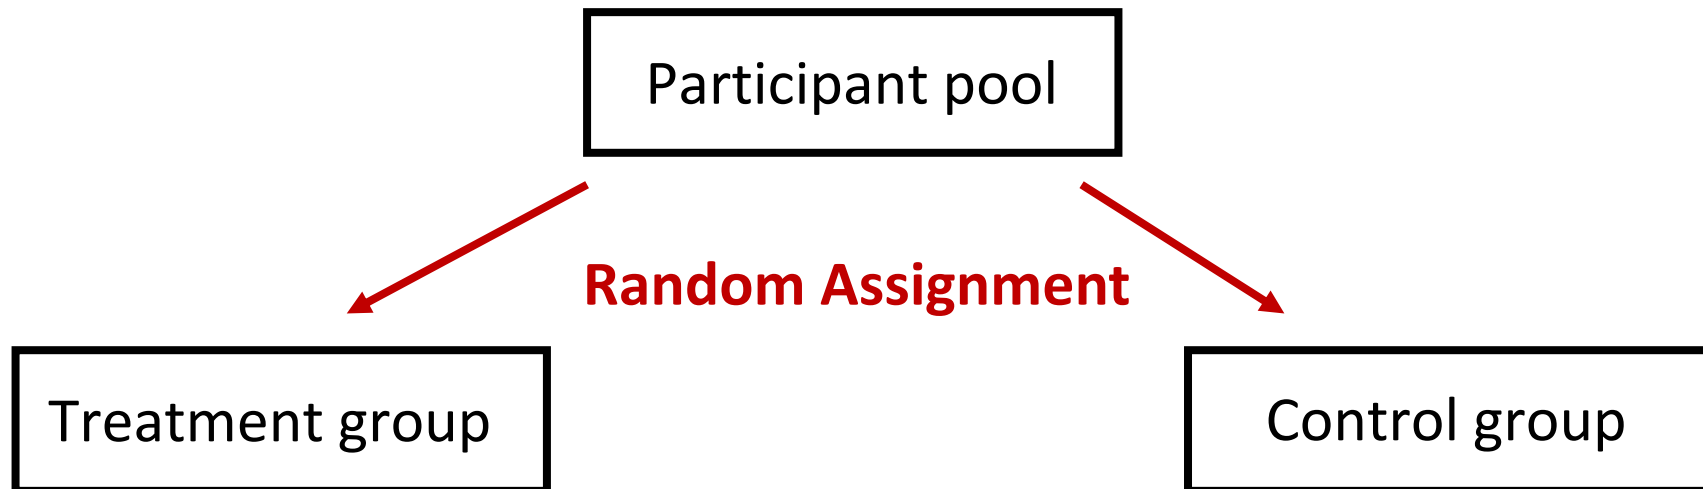 Participant pool
Random Assignment
Treatment group
Control group